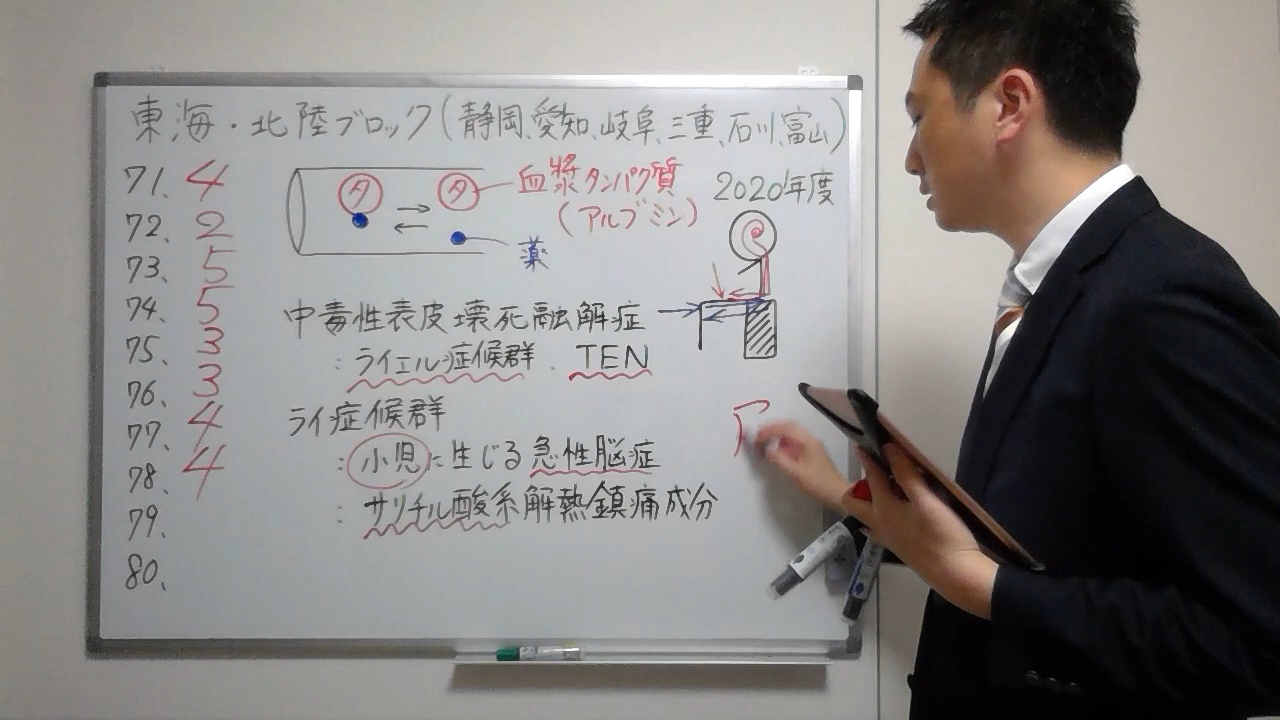 東海・北陸ブロック(静岡、愛知、岐阜、三重、石川、富山)
2020年度
71、4
72、2
73、5
74、5
75、3
76、3
77、4
78、4
79、
80、
タ
タ
血漿タンパク質
(アルブミン)
薬
中毒性表皮壊死融解症
:ライエル症候群、TEN
ライ症候群
:小児に生じる急性脳症
:サリチル酸系解熱鎮痛成分